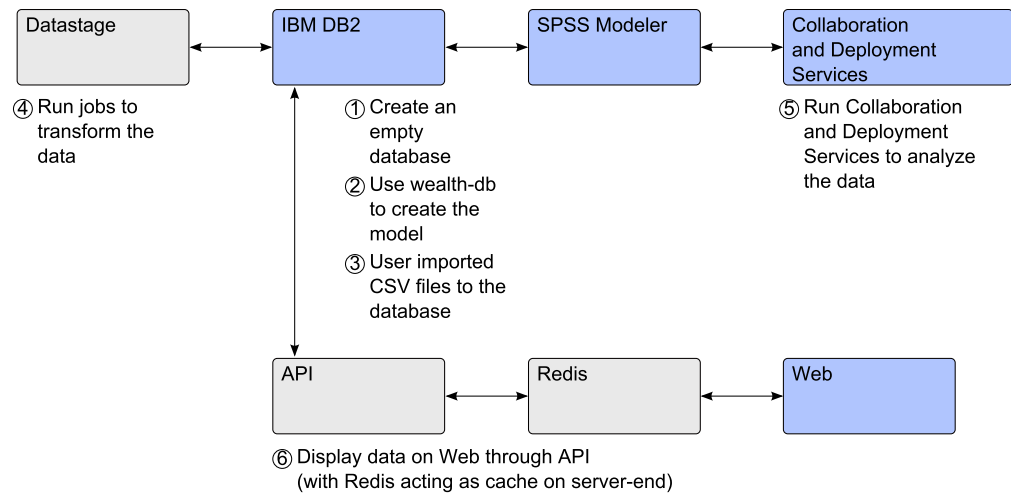 Datastage
IBM DB2
SPSS Modeler
Collaboration
and Deployment
Services
④ Run jobs to
transform the
data
① Create an
empty
database
② Use wealth-db
to create the
model
③ User imported
CSV files to the
database
⑤ Run Collaboration
and Deployment
Services to analyze
the data
API
Redis
Web
⑥ Display data on Web through API
(with Redis acting as cache on server-end)